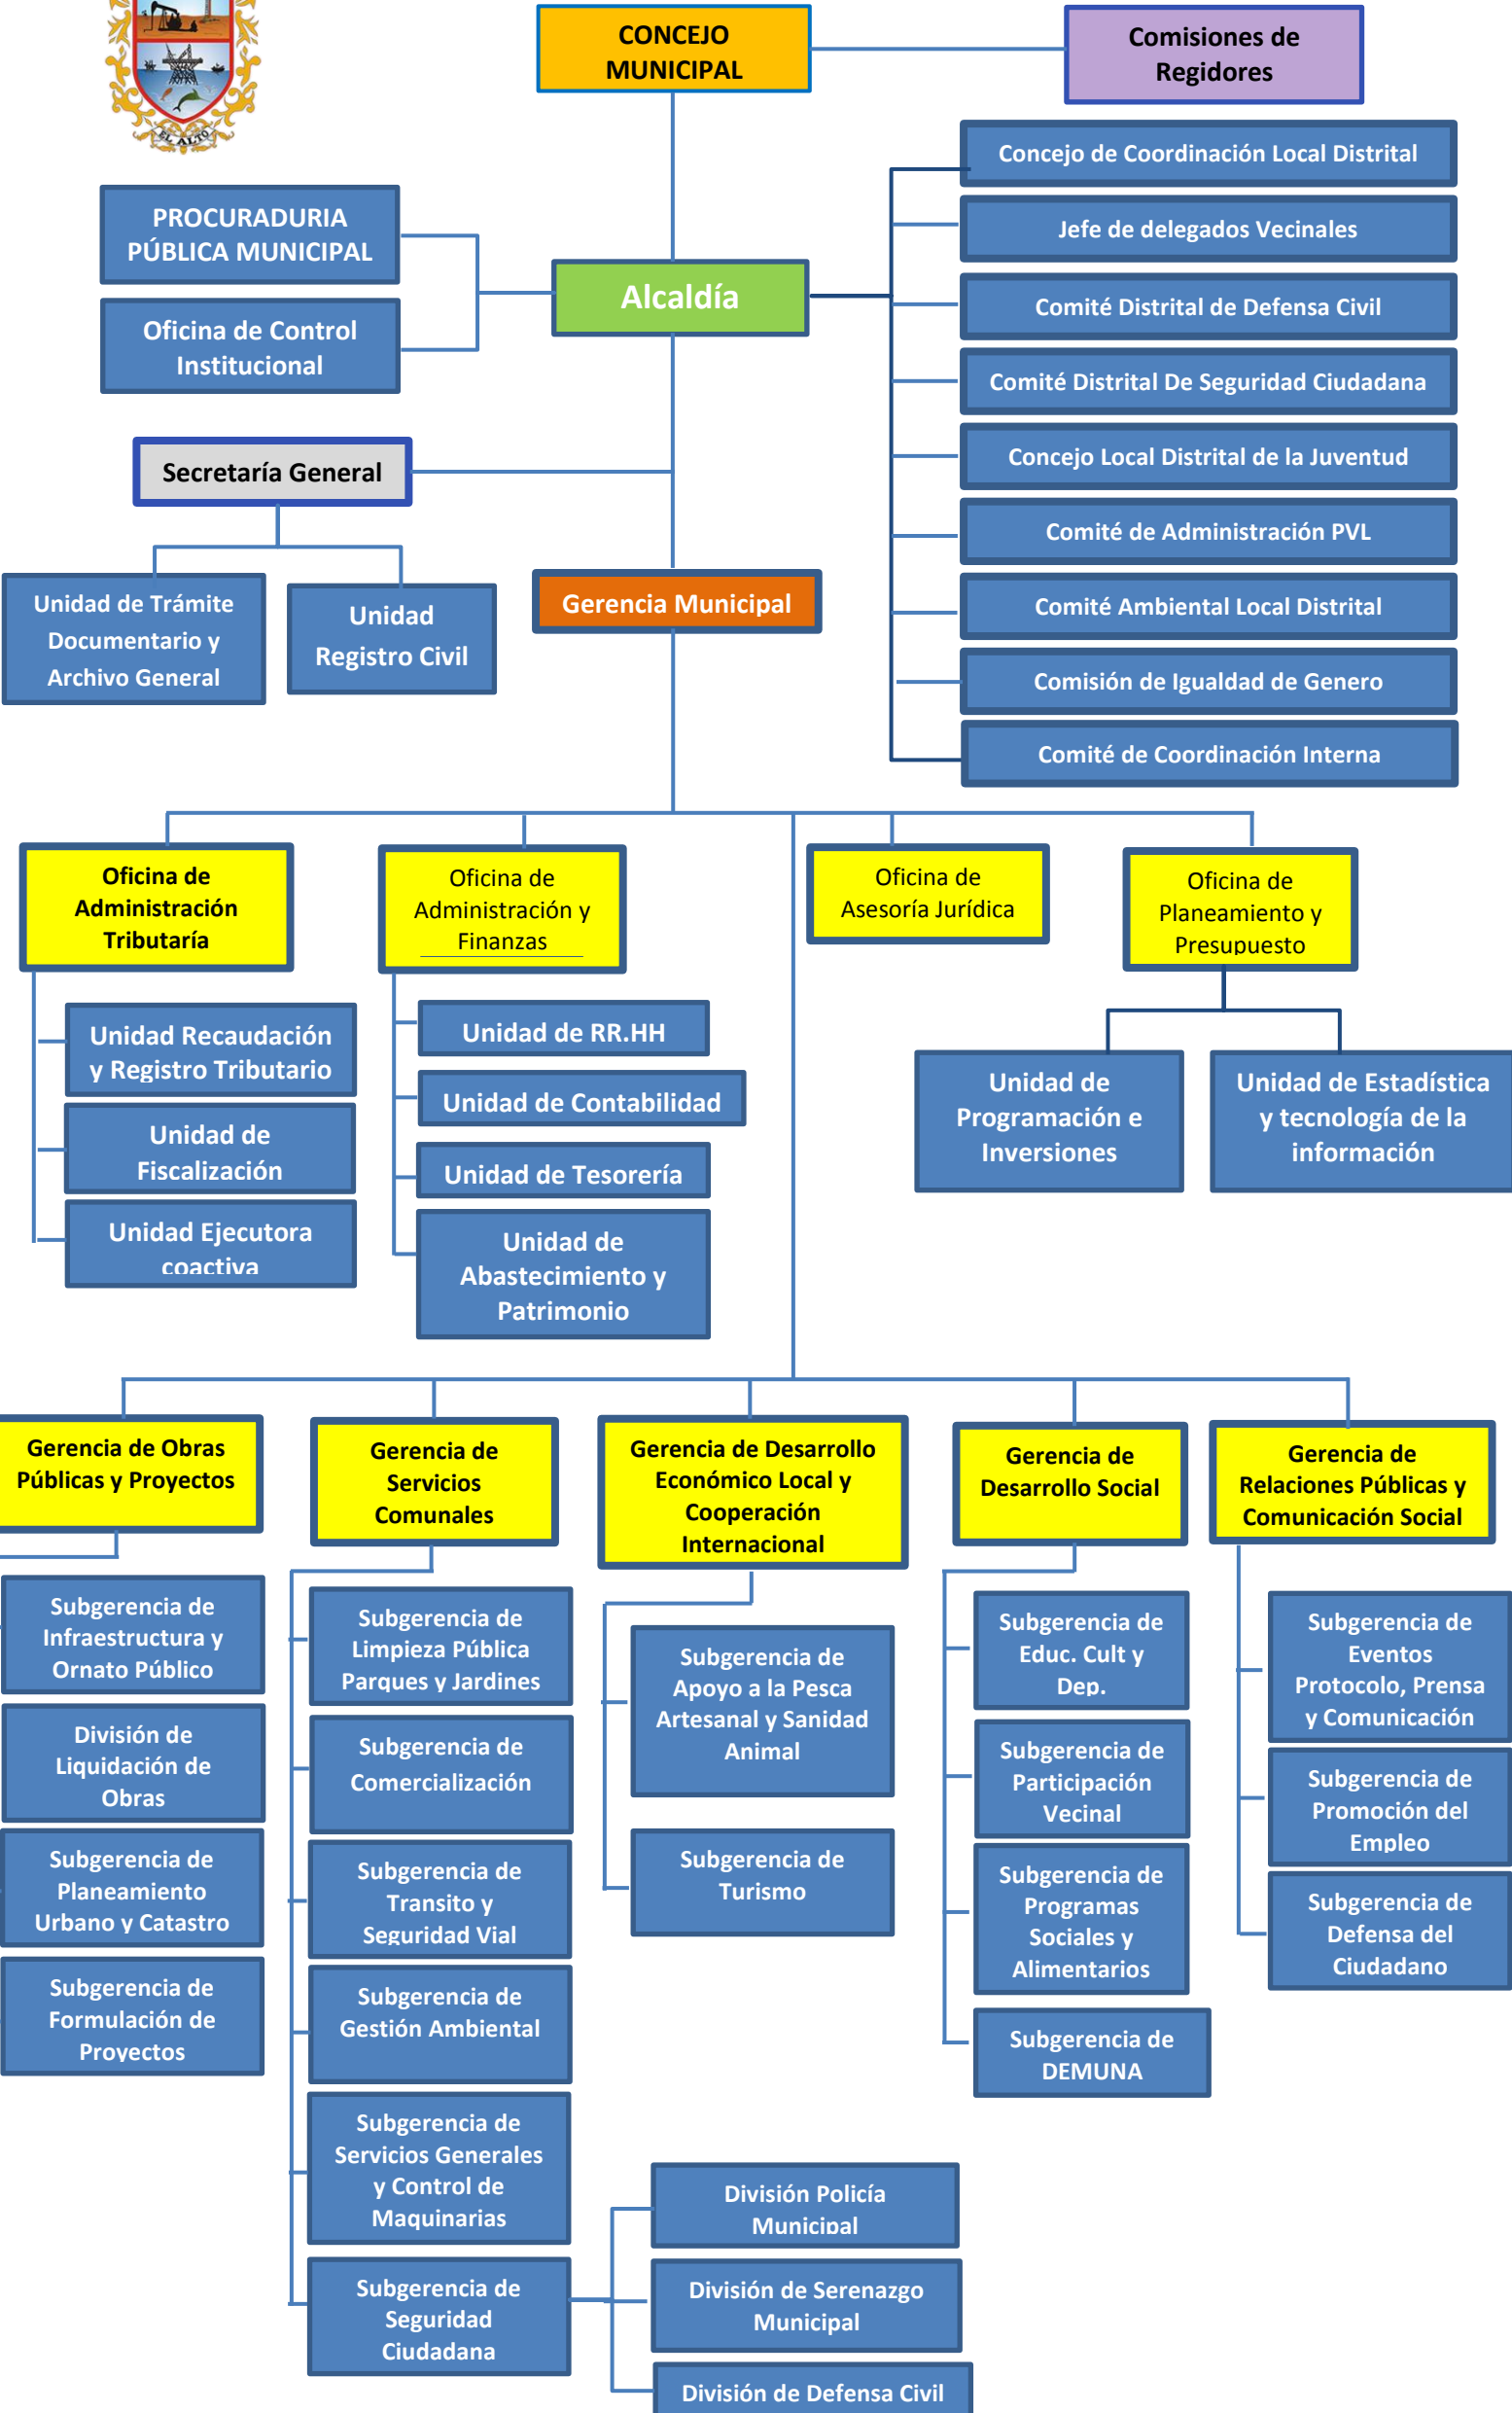 EL ALTO
CONCEJO
MUNICIPAL
Comisiones de
Regidores
Concejo de Coordinación Local Distrital
Jefe de delegados Vecinales
Comité Distrital de Defensa Civil
Comité Distrital De Seguridad Ciudadana
Concejo Local Distrital de la Juventud
Comité de Administración PVL
Comité Ambiental Local Distrital
Comisión de Igualdad de Genero
Comité de Coordinación Interna
PROCURADURIA
PÚBLICA MUNICIPAL
Oficina de Control
Institucional
Alcaldía
Secretaría General
Unidad de Trámite
Documentario y
Archivo General
Unidad
Registro Civil
Gerencia Municipal
Oficina de
Administración
Tributaría
Oficina de
Administración y
Finanzas
Oficina de
Asesoría Jurídica
Oficina de
Planeamiento y
Presupuesto
Unidad Recaudación
y Registro Tributario
Unidad de
Fiscalización
Unidad Ejecutora
coactiva
Unidad de RR.HH
Unidad de Contabilidad
Unidad de Tesorería
Unidad de
Abastecimiento y
Patrimonio
Unidad de
Programación e
Inversiones
Unidad de Estadística
y tecnología de la
información
Gerencia de Obras
Públicas y Proyectos
Gerencia de
Servicios
Comunales
Gerencia de Desarrollo
Económico Local y
Cooperación
Internacional
Gerencia de
Desarrollo Social
Gerencia de
Relaciones Públicas y
Comunicación Social
Subgerencia de
Infraestructura y
Ornato Público
División de
Liquidación de
Obras
Subgerencia de
Planeamiento
Urbano y Catastro
Subgerencia de
Formulación de
Proyectos
Subgerencia de
Limpieza Pública
Parques y Jardines
Subgerencia de
Comercialización
Subgerencia de
Transito y
Seguridad Vial
Subgerencia de
Gestión Ambiental
Subgerencia de
Servicios Generales
y Control de
Maquinarias
Subgerencia de
Seguridad
Ciudadana
División Policía
Municipal
División de Serenazgo
Municipal
División de Defensa Civil
Subgerencia de
Apoyo a la Pesca
Artesanal y Sanidad
Animal
Subgerencia de
Turismo
Subgerencia de
Educ. Cult y
Dep.
Subgerencia de
Participación
Vecinal
Subgerencia de
Programas
Sociales y
Alimentarios
Subgerencia de
DEMUNA
Subgerencia de
Eventos
Protocolo, Prensa
y Comunicación
Subgerencia de
Promoción del
Empleo
Subgerencia de
Defensa del
Ciudadano